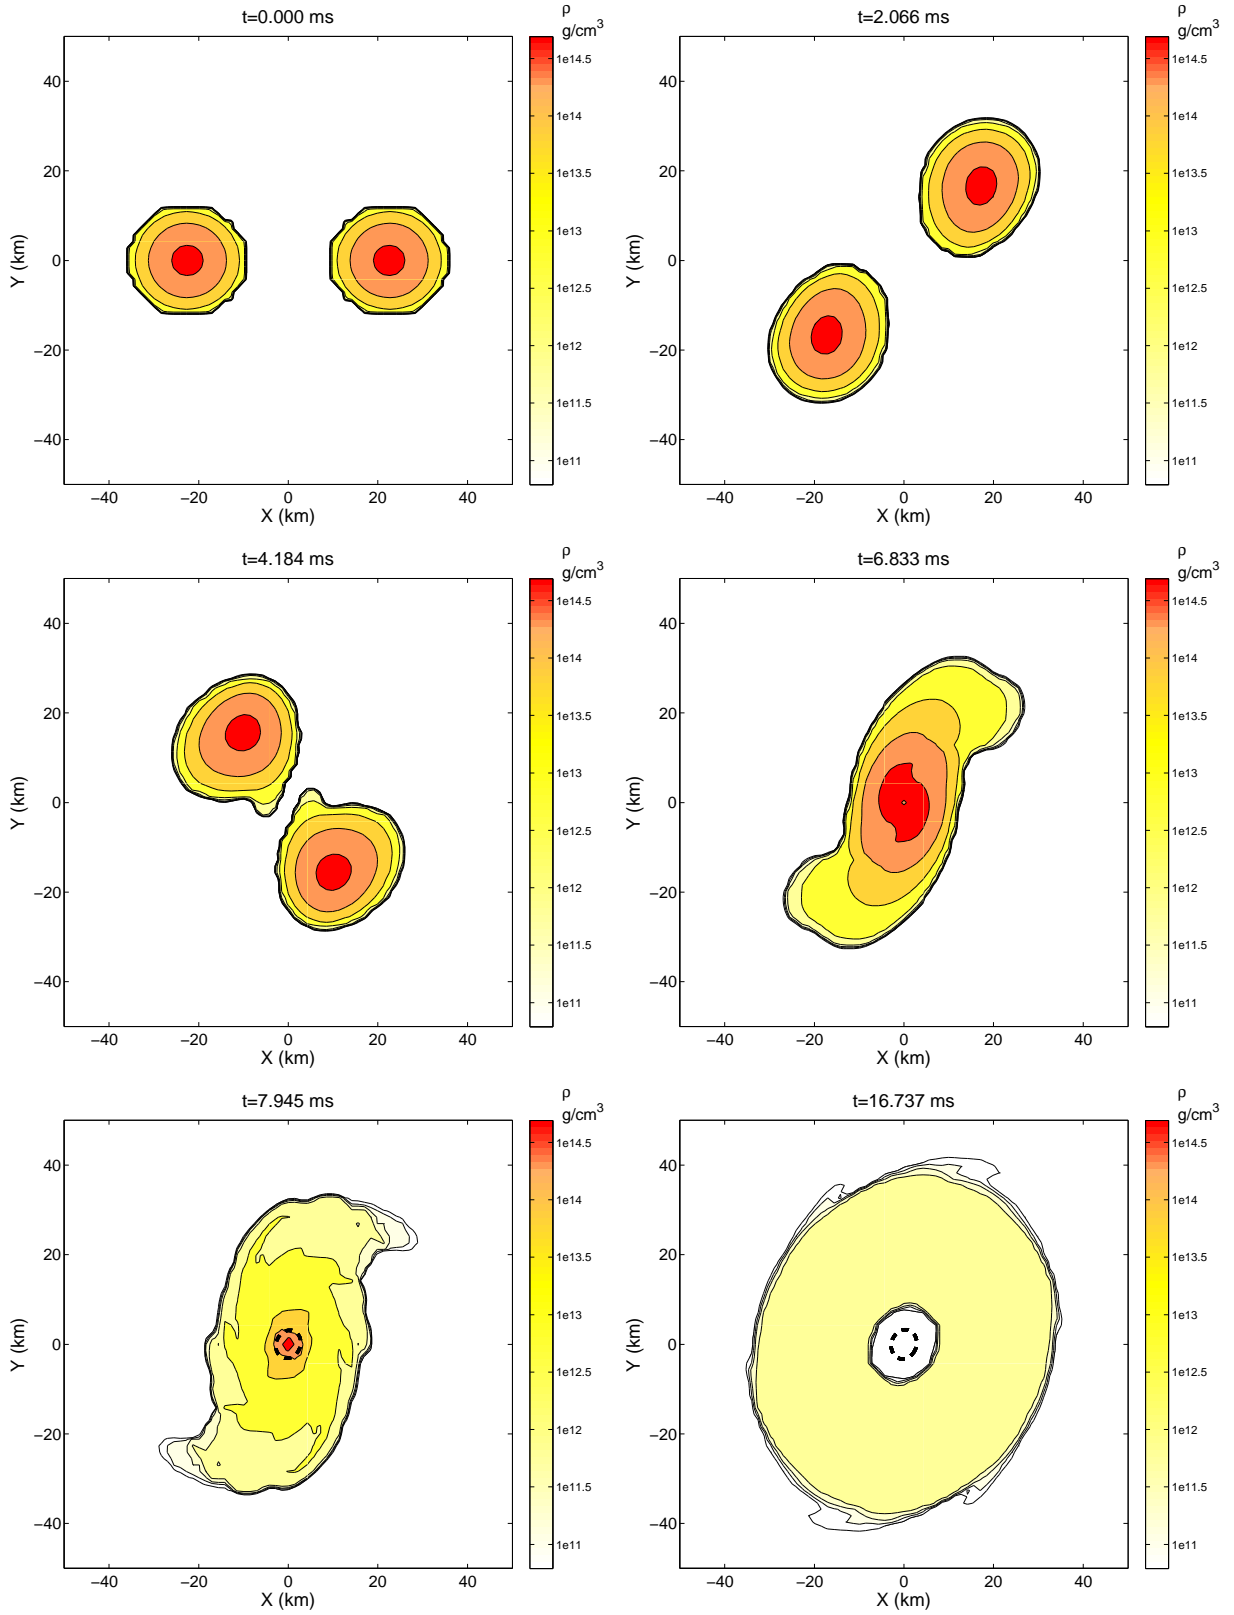 t=0.000 ms
ρ
g/cm³
1e14.5
1e14
1e13.5
1e13
1e12.5
1e12
1e11.5
1e11
40
20
0
−20
−40
Y (km)
−40 −20 0 20 40
X (km)
t=2.066 ms
ρ
g/cm³
1e14.5
1e14
1e13.5
1e13
1e12.5
1e12
1e11.5
1e11
40
20
0
−20
−40
Y (km)
−40 −20 0 20 40
X (km)
t=4.184 ms
ρ
g/cm³
1e14.5
1e14
1e13.5
1e13
1e12.5
1e12
1e11.5
1e11
40
20
0
−20
−40
Y (km)
−40 −20 0 20 40
X (km)
t=6.833 ms
ρ
g/cm³
1e14.5
1e14
1e13.5
1e13
1e12.5
1e12
1e11.5
1e11
40
20
0
−20
−40
Y (km)
−40 −20 0 20 40
X (km)
t=7.945 ms
ρ
g/cm³
1e14.5
1e14
1e13.5
1e13
1e12.5
1e12
1e11.5
1e11
40
20
0
−20
−40
Y (km)
−40 −20 0 20 40
X (km)
t=16.737 ms
ρ
g/cm³
1e14.5
1e14
1e13.5
1e13
1e12.5
1e12
1e11.5
1e11
40
20
0
−20
−40
Y (km)
−40 −20 0 20 40
X (km)